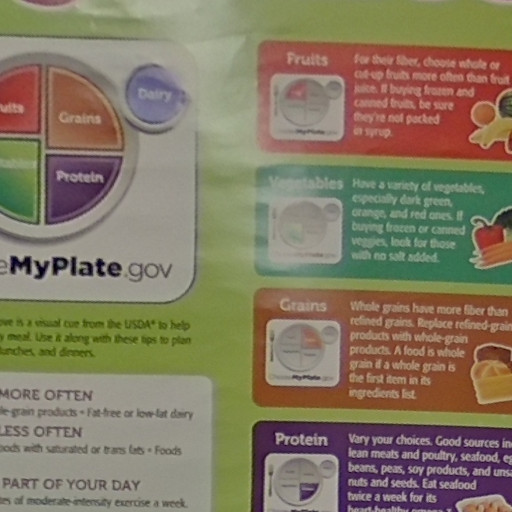 Fruits
Grains
Dairy
Protein
eMyPlate.gov
ove is a visual cue from the USDA* to help
y meal. Use it along with these tips to plan
lunches, and dinners.
MORE OFTEN
le-grain products • Fat-free or low-fat dairy
LESS OFTEN
oods with saturated or trans fats • Foods
PART OF YOUR DAY
tes of moderate-intensity exercise a week.
Fruits
For their fiber, choose whole or
cut-up fruits more often than fruit
juice. If buying frozen and
canned fruits, be sure
they're not packed
in syrup.
Vegetables
Have a variety of vegetables,
especially dark green,
orange, and red ones. If
buying frozen or canned
veggies, look for those
with no salt added.
Grains
Whole grains have more fiber than
refined grains. Replace refined-grain
products with whole-grain
products. A food is whole
grain if a whole grain is
the first item in its
ingredients list.
Protein
Vary your choices. Good sources in
lean meats and poultry, seafood, eg
beans, peas, soy products, and unsa
nuts and seeds. Eat seafood
twice a week for its
heart-healthy omega-3